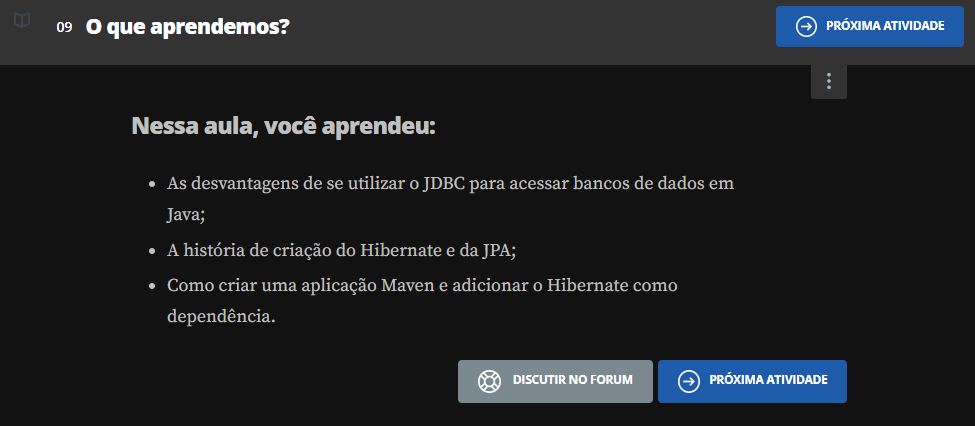 09 O que aprendemos?
PRÓXIMA ATIVIDADE
Nessa aula, você aprendeu:
• As desvantagens de se utilizar o JDBC para acessar bancos de dados em
Java;
• A história de criação do Hibernate e da JPA;
• Como criar uma aplicação Maven e adicionar o Hibernate como
dependência.
DISCUTIR NO FORUM
PRÓXIMA ATIVIDADE